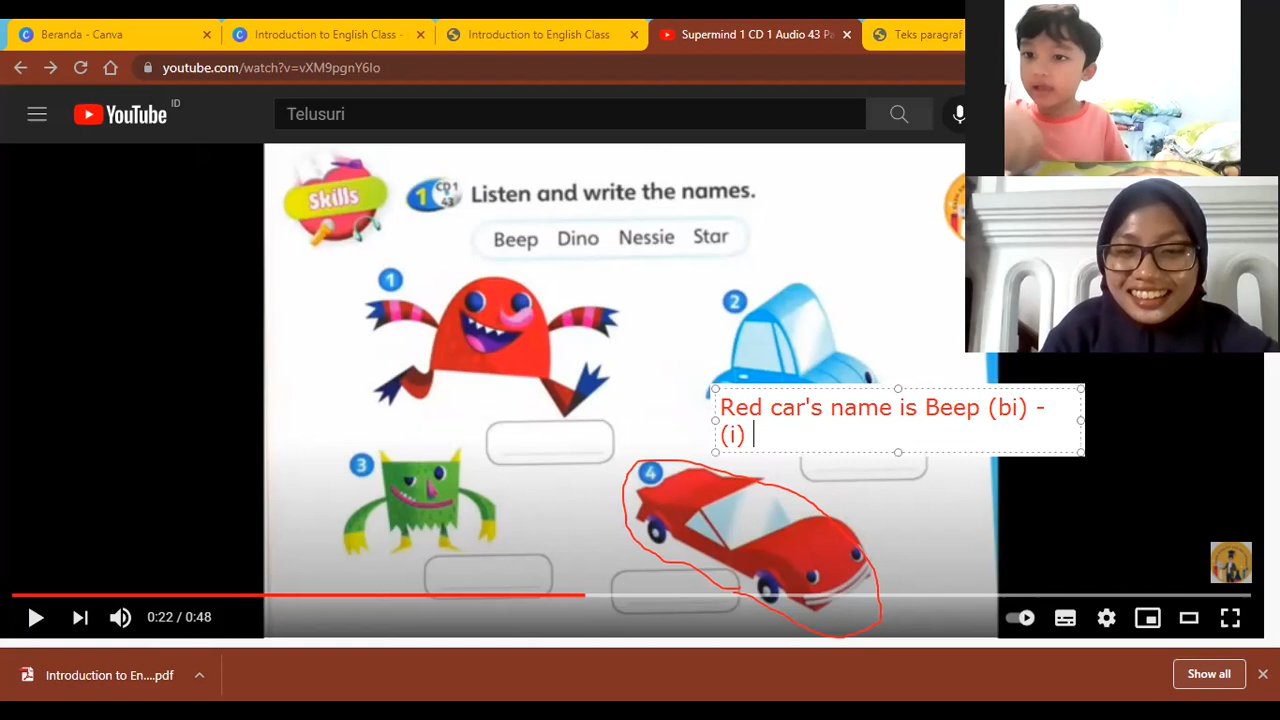 Beranda - Canva
Introduction to English Class -
Introduction to English Class
Supermind 1 CD 1 Audio 43 Pa
Teks paragraf
youtube.com/watch?v=vXM9pgnY6Io
YouTube ID
Telusuri
Skills
1 CD1 43 Listen and write the names.
Beep Dino Nessie Star
1
2
Red car's name is Beep (bi) -
(i)
3
4
0:22 / 0:48
Introduction to En....pdf
Show all